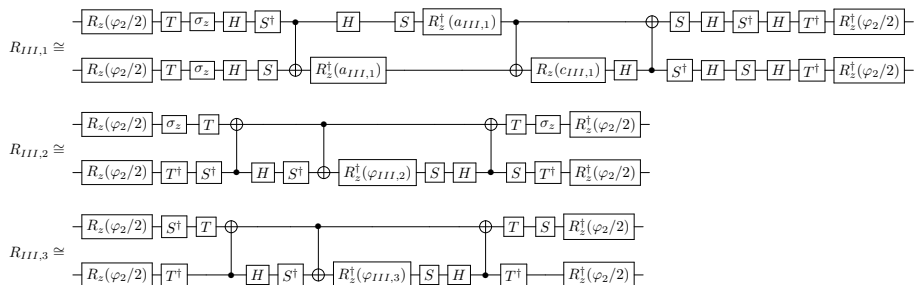 R_z(φ_2/2) T σ_z H S† H S R_z†(a_{III,1}) S H S† H T† R_z†(φ_2/2)
R_{III,1} ≅
R_z(φ_2/2) T σ_z H S R_z†(a_{III,1}) R_z(c_{III,1}) H S† H S H T† R_z†(φ_2/2)
R_z(φ_2/2) σ_z T T σ_z R_z†(φ_2/2)
R_{III,2} ≅
R_z(φ_2/2) T† S† H S† R_z†(φ_{III,2}) S H S T† R_z†(φ_2/2)
R_z(φ_2/2) S† T T S R_z†(φ_2/2)
R_{III,3} ≅
R_z(φ_2/2) T† H S† R_z†(φ_{III,3}) S H T† R_z†(φ_2/2)